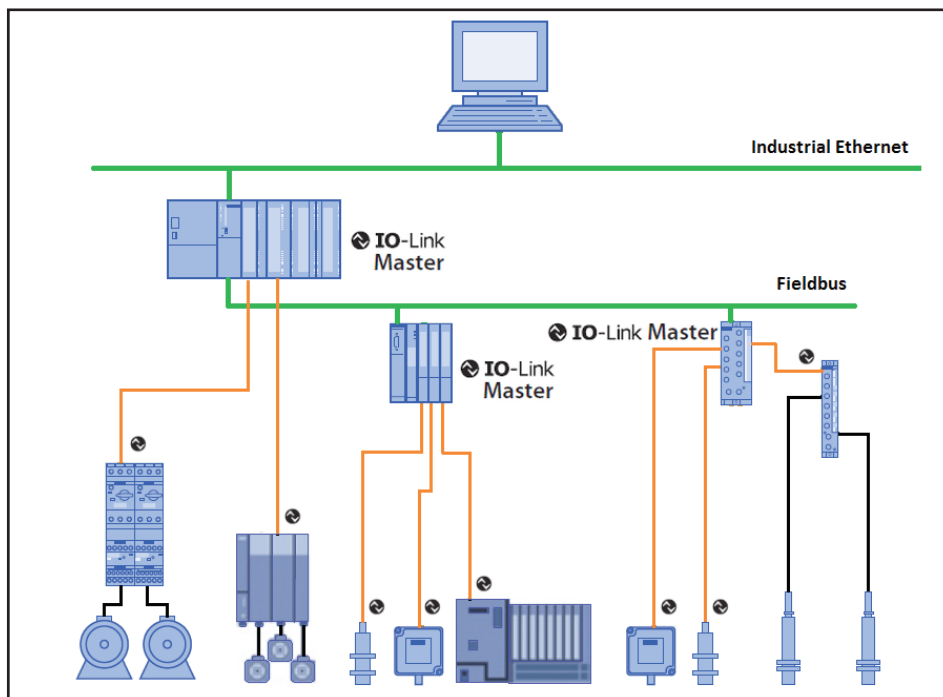 Industrial Ethernet
IO-Link
Master
Fieldbus
IO-Link Master
IO-Link
Master